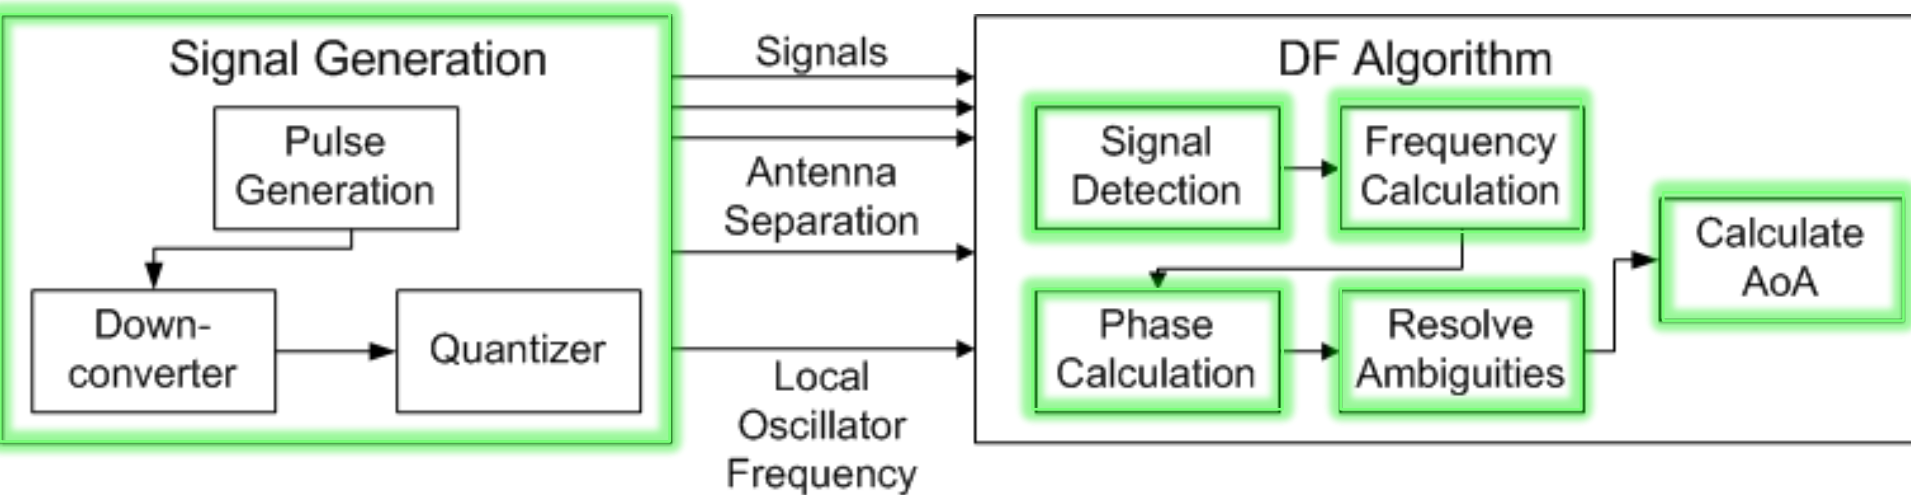 Signal Generation
Pulse
Generation
Down-
converter
Quantizer
Signals
Antenna
Separation
Local
Oscillator
Frequency
DF Algorithm
Signal
Detection
Frequency
Calculation
Phase
Calculation
Resolve
Ambiguities
Calculate
AoA